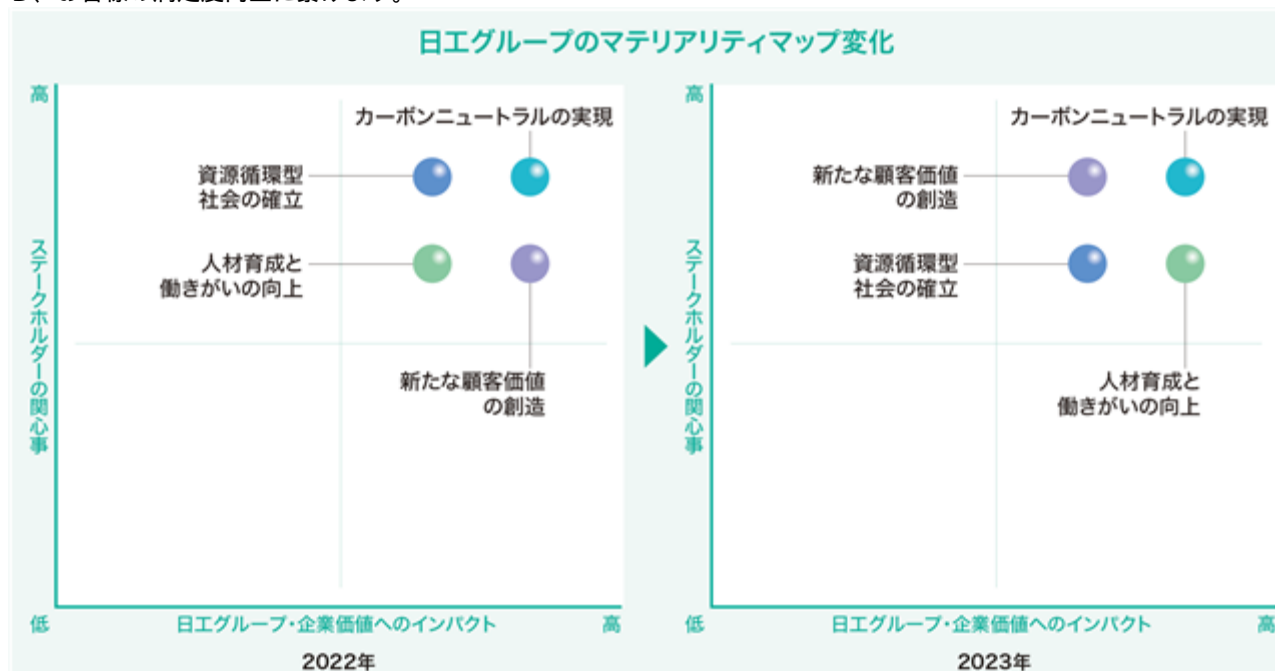 日工グループのマテリアリティマップ変化
高
カーボンニュートラルの実現
資源循環型
社会の確立
人材育成と
働きがいの向上
新たな顧客価値
の創造
ステークホルダーの関心事
低
日工グループ・企業価値へのインパクト
高
2022年
高
カーボンニュートラルの実現
新たな顧客価値
の創造
資源循環型
社会の確立
人材育成と
働きがいの向上
ステークホルダーの関心事
低
日工グループ・企業価値へのインパクト
高
2023年